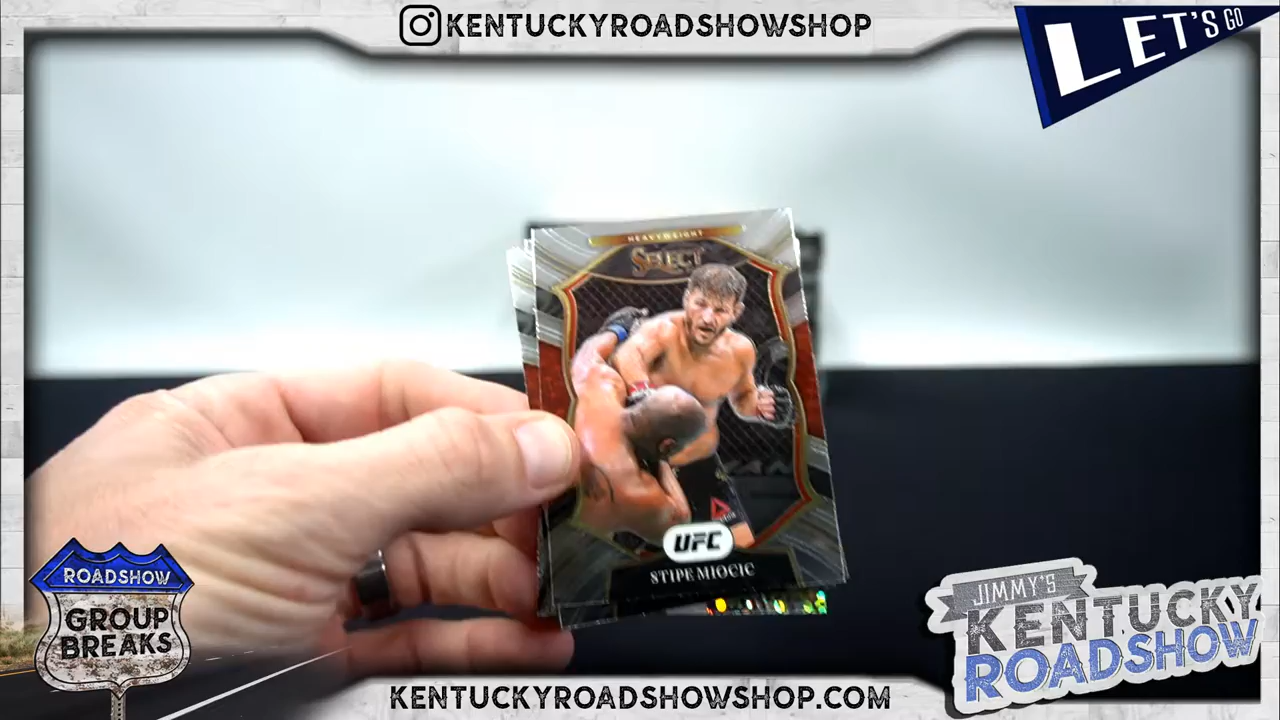 KENTUCKYROADSHOWSHOP
LET'S GO
HEAVYWEIGHT
SELECT
UFC
STIPE MIOCIC
ROADSHOW
GROUP
BREAKS
JIMMY'S
KENTUCKY
ROADSHOW
KENTUCKYROADSHOWSHOP.COM